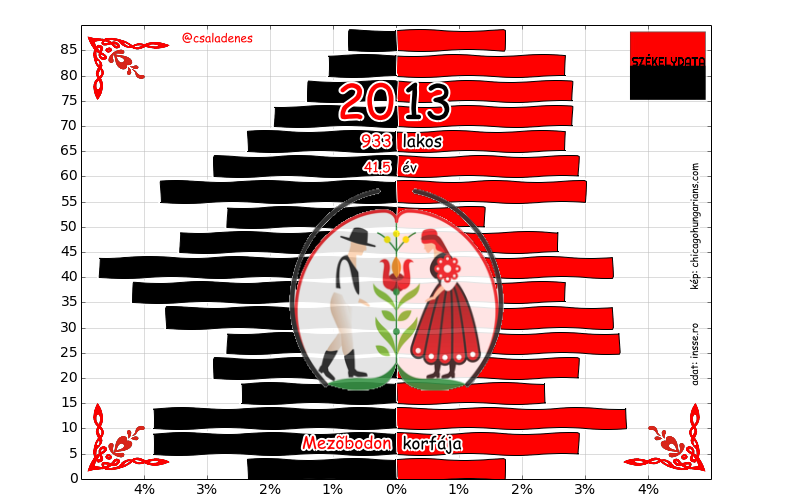 @csaladenes
SZÉKELYDATA
2013
933 lakos
41,5 év
kép: chicagohungarians.com
adat: insse.ro
Mezőbodon korfája
85
80
75
70
65
60
55
50
45
40
35
30
25
20
15
10
5
0
4% 3% 2% 1% 0% 1% 2% 3% 4%